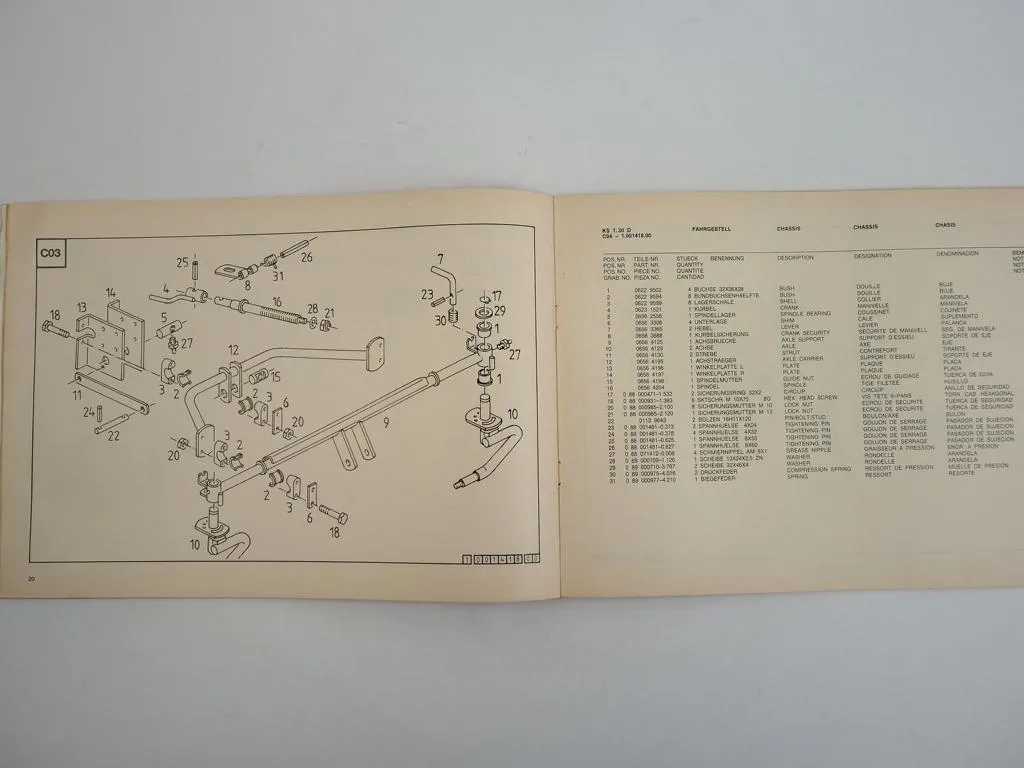 C03
25
26
31
8
7
14
4
16
23
17
13
28
21
29
18
5
30
27
27
12
1
3
2
15
1
11
24
2
3
6
20
9
10
22
3
2
20
2
3
6
18
10
1 001418 00
20
KS 1.30 D FAHRGESTELL CHASSIS CHASSIS CHASIS
C04 – 1.001418.00
POS.NR. TEILE-NR. STUECK BENENNUNG DESCRIPTION DESIGNATION DENOMINACION BEM
POS.NR. PART.NR. QUANTITY NOT
POS.NO. PIECE NO. QUANTITE NOT
GRAB.NO. PIEZA NO. CANTIDAD NOT
1 0622 9502 4 BUCHSE 32X36X28 BUSH DOUILLE BUJE
2 0622 9594 8 BUNDBUCHSENHAELFTE BUSH DOUILLE BUJE
3 0622 9599 8 LAGERSCHALE SHELL COLLIER ARANDELA
4 0623 1521 1 KURBEL CRANK MANIVELLE MANIVELA
5 0656 2556 1 SPINDELLAGER SPINDLE BEARING COUSSINET COJINETE
6 0656 3308 4 UNTERLAGE SHIM CALE SUPLEMENTO
7 0656 3365 2 HEBEL LEVER LEVIER PALANCA
8 0656 3888 1 KURBELSICHERUNG CRANK SECURITY SECURITE DE MANIVELL SEG. DE MANIVELA
9 0656 4125 1 ACHSBRUECKE AXLE SUPPORT SUPPORT D'ESSIEU SOPORTE DE EJE
10 0656 4129 2 ACHSE AXLE AXE EJE
11 0656 4130 2 STREBE STRUT CONTREFORT TIRANTE
12 0656 4195 1 ACHSTRAEGER AXLE CARRIER SUPPORT D'ESSIEU SOPORTE DE EJE
13 0656 4196 1 WINKELPLATTE L PLATE PLAQUE PLACA
14 0656 4197 1 WINKELPLATTE R PLATE PLAQUE PLACA
15 0656 4198 1 SPINDELMUTTER GUIDE NUT ECROU DE GUIDAGE TUERCA DE GUIA
16 0656 4204 1 SPINDEL SPINDLE TIGE FILETEE HUSILLO
17 0 88 000471–1.532 2 SICHERUNGSRING 32X2 CIRCLIP CIRCLIP ANILLO DE SEGURIDAD
18 0 88 000931–1.383 8 SKTSCHR M 10X75 8G HEX HEAD SCREW VIS TETE 6-PANS TORN CAB HEXAGONAL
20 0 88 000985–2.100 8 SICHERUNGSMUTTER M 10 LOCK NUT ECROU DE SECURITE TUERCA DE SEGURIDAD
21 0 88 000985–2.120 1 SICHERUNGSMUTTER M 12 LOCK NUT ECROU DE SECURITE TUERCA DE SEGURIDAD
22 0113 9643 2 BOLZEN 16H11X120 PIN/BOLT/STUD BOULON/AXE BULON
23 0 88 001481–0.373 2 SPANNHUELSE 4X24 TIGHTENING PIN GOUJON DE SERRAGE PASADOR DE SUJECION
24 0 88 001481–0.378 4 SPANNHUELSE 4X32 TIGHTENING PIN GOUJON DE SERRAGE PASADOR DE SUJECION
25 0 88 001481–0.625 1 SPANNHUELSE 8X55 TIGHTENING PIN GOUJON DE SERRAGE PASADOR DE SUJECION
26 0 88 001481–0.627 1 SPANNHUELSE 8X60 TIGHTENING PIN GOUJON DE SERRAGE PASADOR DE SUJECION
27 0 88 071412–0.008 4 SCHMIERNIPPEL AM 8X1 GREASE NIPPLE GRAISSEUR A PRESSION ENGR. A PRESION
28 0 89 000709–1.126 1 SCHEIBE 13X24X2,5 ZN WASHER RONDELLE ARANDELA
29 0 89 000710–3.767 2 SCHEIBE 32X46X4 WASHER RONDELLE ARANDELA
30 0 89 000975–4.016 2 DRUCKFEDER COMPRESSION SPRING RESSORT DE PRESSION MUELLE DE PRESION
31 0 89 000977–4.210 1 BIEGEFEDER SPRING RESSORT RESORTE